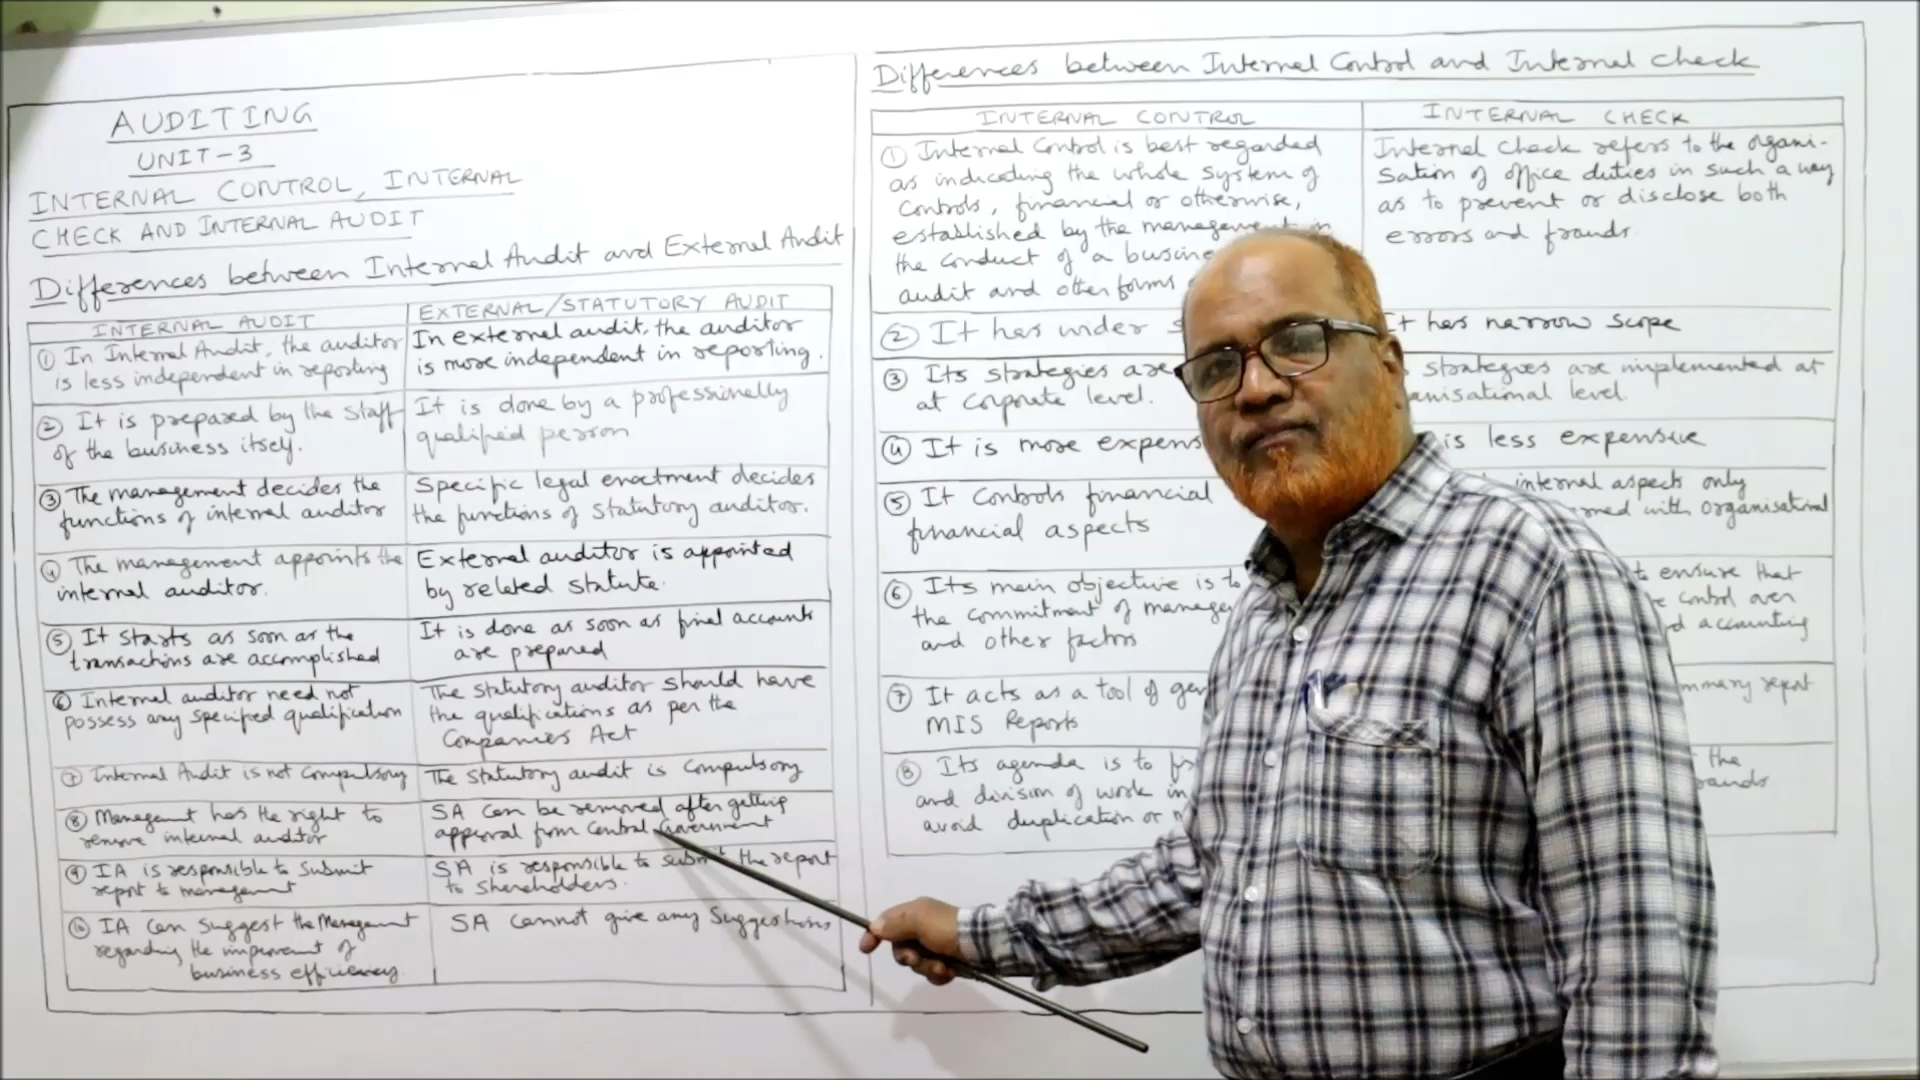 AUDITING
UNIT-3
INTERNAL CONTROL, INTERNAL
CHECK AND INTERNAL AUDIT
Differences between Internal Audit and External Audit
INTERNAL AUDIT
① In Internal Audit, the auditor
is less independent in reporting
② It is prepared by the staff
of the business itself.
③ The management decides the
functions of internal auditor
④ The management appoints the
internal auditor.
⑤ It starts as soon as the
transactions are accomplished
⑥ Internal auditor need not
possess any specified qualification
⑦ Internal Audit is not Compulsory
⑧ Management has the right to
remove internal auditor
⑨ IA is responsible to submit
report to management
⑩ IA can suggest the Management
regarding the improvement of
business efficiency.
EXTERNAL/STATUTORY AUDIT
In external audit, the auditor
is more independent in reporting.
It is done by a professionally
qualified person
Specific legal enactment decides
the functions of statutory auditor.
External auditor is appointed
by related statute.
It is done as soon as final accounts
are prepared
The statutory auditor should have
the qualifications as per the
Companies Act
The statutory audit is Compulsory
SA can be removed after getting
approval from Central Government
SA is responsible to submit the report
to shareholders.
SA cannot give any Suggestions
Differences between Internal Control and Internal check
INTERNAL CONTROL
① Internal Control is best regarded
as indicating the whole system of
controls, financial or otherwise,
established by the management in
the conduct of a
audit and other forms
② It has under
③ Its strategies are
at corporate level.
④ It is more
⑤ It Controls financial
financial aspects
⑥ Its main objective is to
the commitment of
and other factors
⑦ It acts as a tool of
MIS Reports
⑧ Its agenda is to
and division of work in
avoid duplication or
INTERNAL CHECK
Internal check refers to the organi-
sation of office duties in such a way
as to prevent or disclose both
errors and frauds
It has narrow scope
strategies are implemented at
level.
is less expensive
internal aspects only
with organisational
to ensure that
control over
accounting
report
the